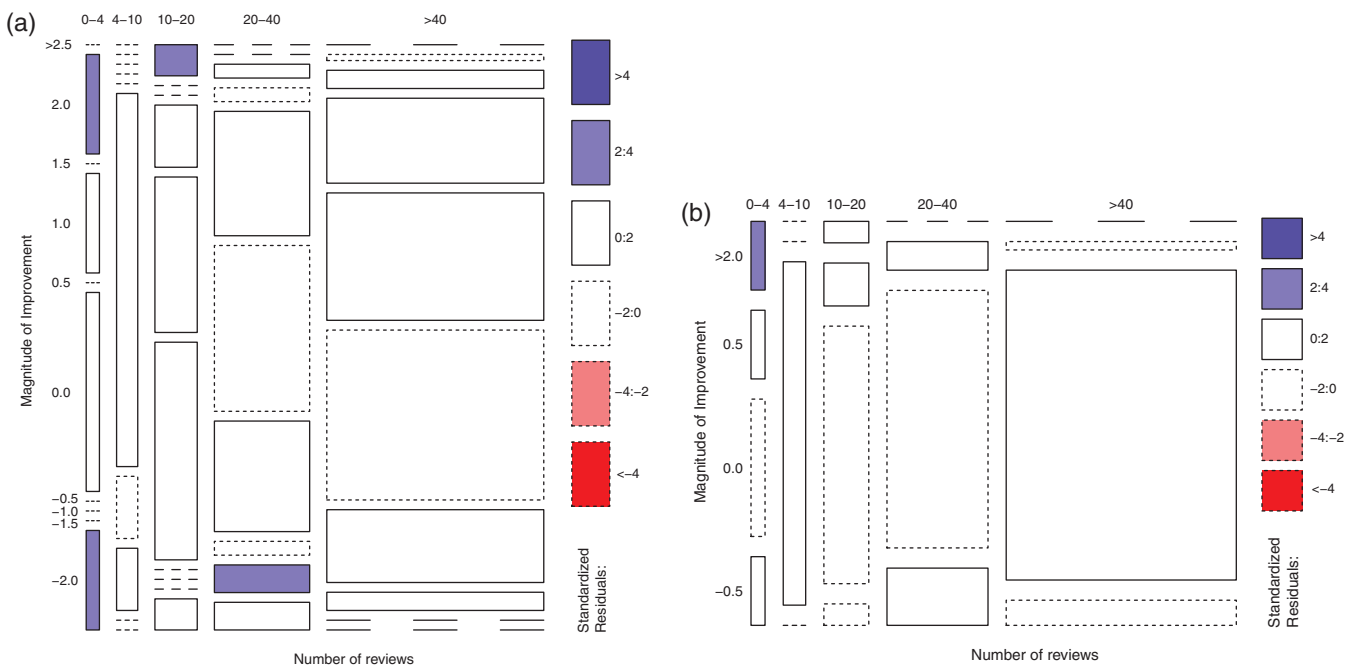 (a)
0–4 4–10 10–20 20–40 >40
>2.5
2.0
1.5
1.0
0.5
0.0
−0.5
−1.0
−1.5
−2.0
Magnitude of Improvement
Number of reviews
>4
2:4
0:2
−2:0
−4:−2
<−4
Standardized
Residuals:
(b)
0–4 4–10 10–20 20–40 >40
>2.0
0.5
0.0
−0.5
Magnitude of Improvement
Number of reviews
>4
2:4
0:2
−2:0
−4:−2
<−4
Standardized
Residuals: